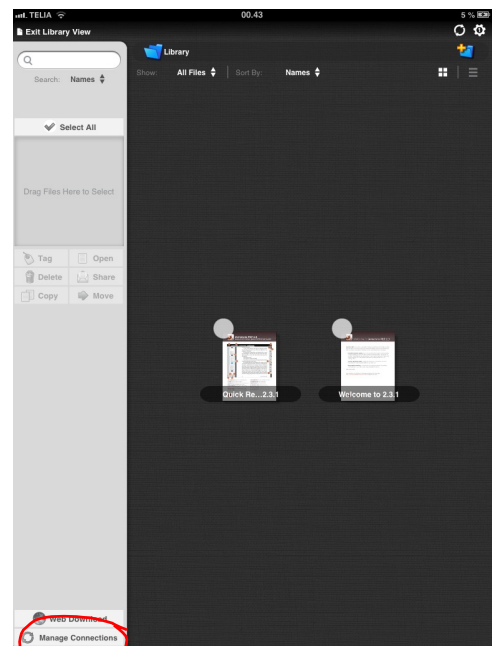 TELIA 00.43 5 %
Exit Library View
Library
Search: Names
Show: All Files Sort By: Names
Select All
Drag Files Here to Select
Tag Open
Delete Share
Copy Move
Quick Re...2.3.1 Welcome to 2.3.1
Web Download
Manage Connections